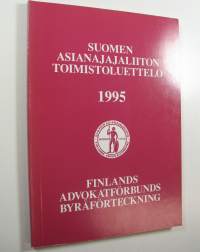 SUOMEN
ASIANAJAJALIITON
TOIMISTOLUETTELO
1995
FINLANDS
ADVOKATFÖRBUNDS
BYRÅFÖRTECKNING